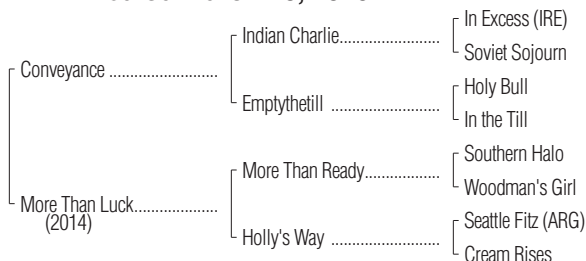 In Excess (IRE)
Indian Charlie
Soviet Sojourn
Conveyance
Holy Bull
Emptythetill
In the Till
Southern Halo
More Than Ready
Woodman's Girl
More Than Luck
(2014)
Seattle Fitz (ARG)
Holly's Way
Cream Rises